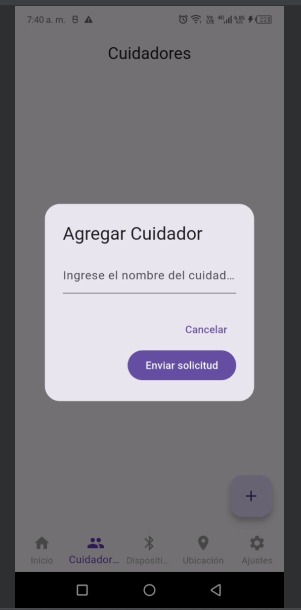 7:40 a. m.
Cuidadores
Agregar Cuidador
Ingrese el nombre del cuidad...
Cancelar
Enviar solicitud
+
Inicio Cuidador... Dispositi... Ubicación Ajustes